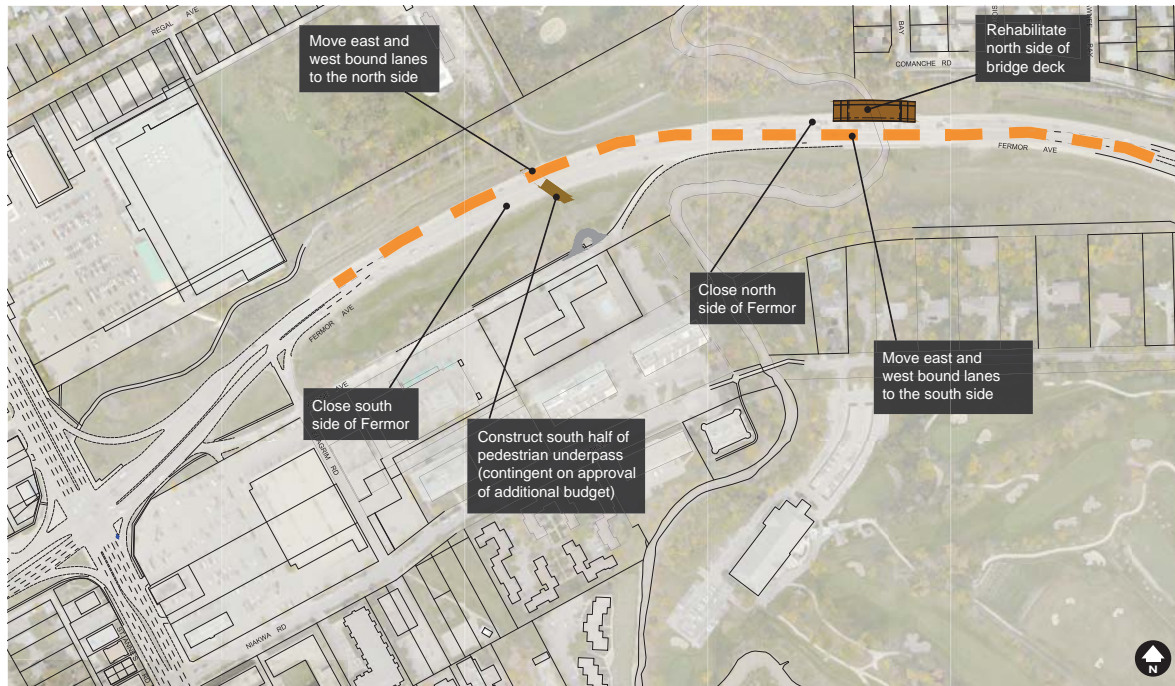 REGAL AVE
Move east and
west bound lanes
to the north side
BAY
Rehabilitate
north side of
bridge deck
COMANCHE RD
FERMOR AVE
Close north
side of Fermor
Move east and
west bound lanes
to the south side
FERMOR AVE
Close south
side of Fermor
AVE
Construct south half of
pedestrian underpass
(contingent on approval
of additional budget)
NIAKWA RD
N